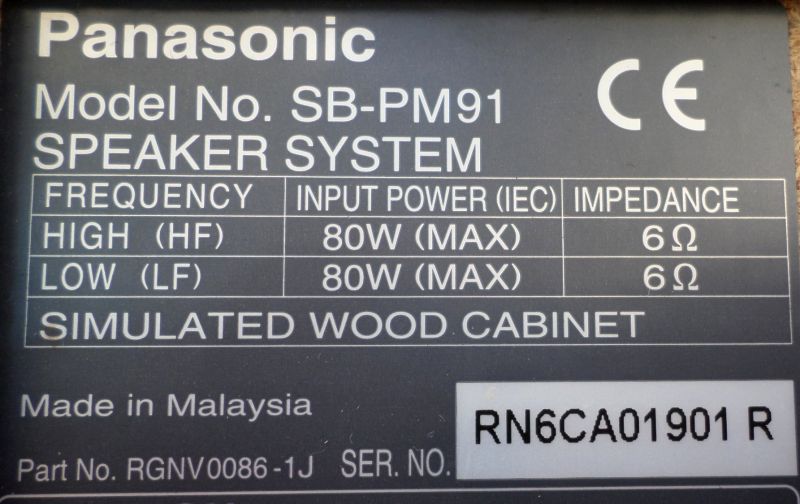 Panasonic
Model No. SB-PM91
CE
SPEAKER SYSTEM
FREQUENCY INPUT POWER (IEC) IMPEDANCE
HIGH (HF) 80W (MAX) 6Ω
LOW (LF) 80W (MAX) 6Ω
SIMULATED WOOD CABINET
Made in Malaysia
RN6CA01901 R
Part No. RGNV0086-1J SER. NO.